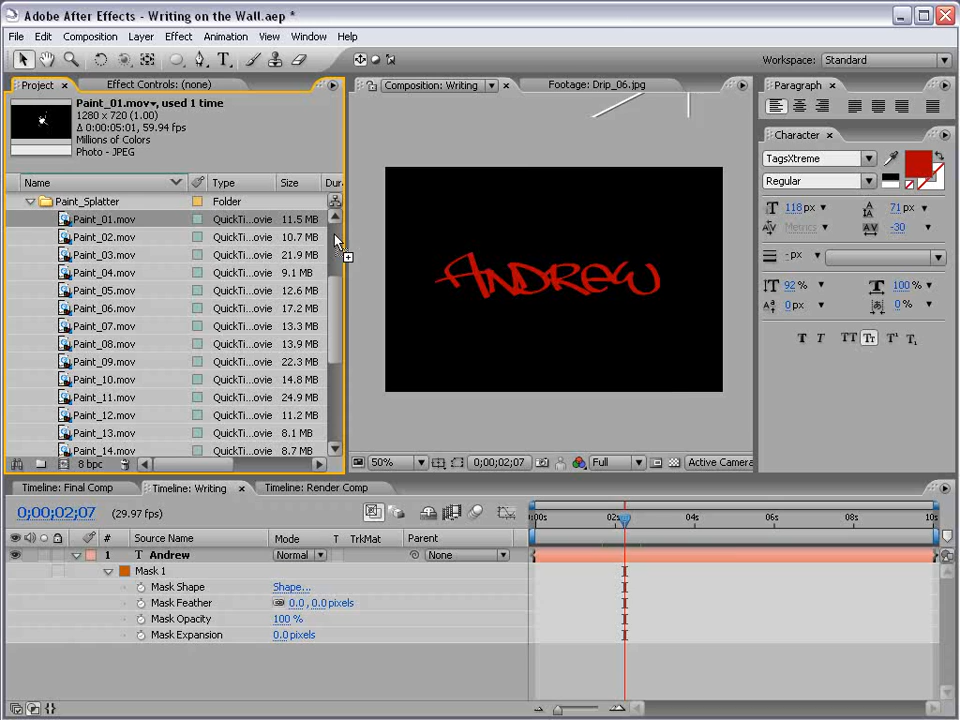 Adobe After Effects - Writing on the Wall.aep *
File Edit Composition Layer Effect Animation View Window Help
Workspace: Standard
Project Effect Controls: (none)
Composition: Writing Footage: Drip_06.jpg
Paragraph
Paint_01.mov, used 1 time
1280 x 720 (1.00)
Δ 0:00:05:01, 59.94 fps
Millions of Colors
Photo - JPEG
Character
TagsXtreme
Regular
118 px 71 px
Metrics -30
- px
92 % 100 %
0 px 0 %
Name Type Size Dur
Paint_Splatter Folder
Paint_01.mov QuickTi...ovie 11.5 MB
Paint_02.mov QuickTi...ovie 10.7 MB
Paint_03.mov QuickTi...ovie 21.9 MB
Paint_04.mov QuickTi...ovie 9.1 MB
Paint_05.mov QuickTi...ovie 12.6 MB
Paint_06.mov QuickTi...ovie 17.2 MB
Paint_07.mov QuickTi...ovie 13.3 MB
Paint_08.mov QuickTi...ovie 13.9 MB
Paint_09.mov QuickTi...ovie 22.3 MB
Paint_10.mov QuickTi...ovie 14.8 MB
Paint_11.mov QuickTi...ovie 24.9 MB
Paint_12.mov QuickTi...ovie 11.2 MB
Paint_13.mov QuickTi...ovie 8.1 MB
Paint_14.mov QuickTi...ovie 8.7 MB
8 bpc
ANDREW
50% 0;00;02;07 Full Active Camera
Timeline: Final Comp Timeline: Writing Timeline: Render Comp
0;00;02;07 (29.97 fps)
:00s 02s 04s 06s 08s 10s
# Source Name Mode T TrkMat Parent
1 T Andrew Normal None
Mask 1
Mask Shape Shape...
Mask Feather 0.0, 0.0 pixels
Mask Opacity 100 %
Mask Expansion 0.0 pixels